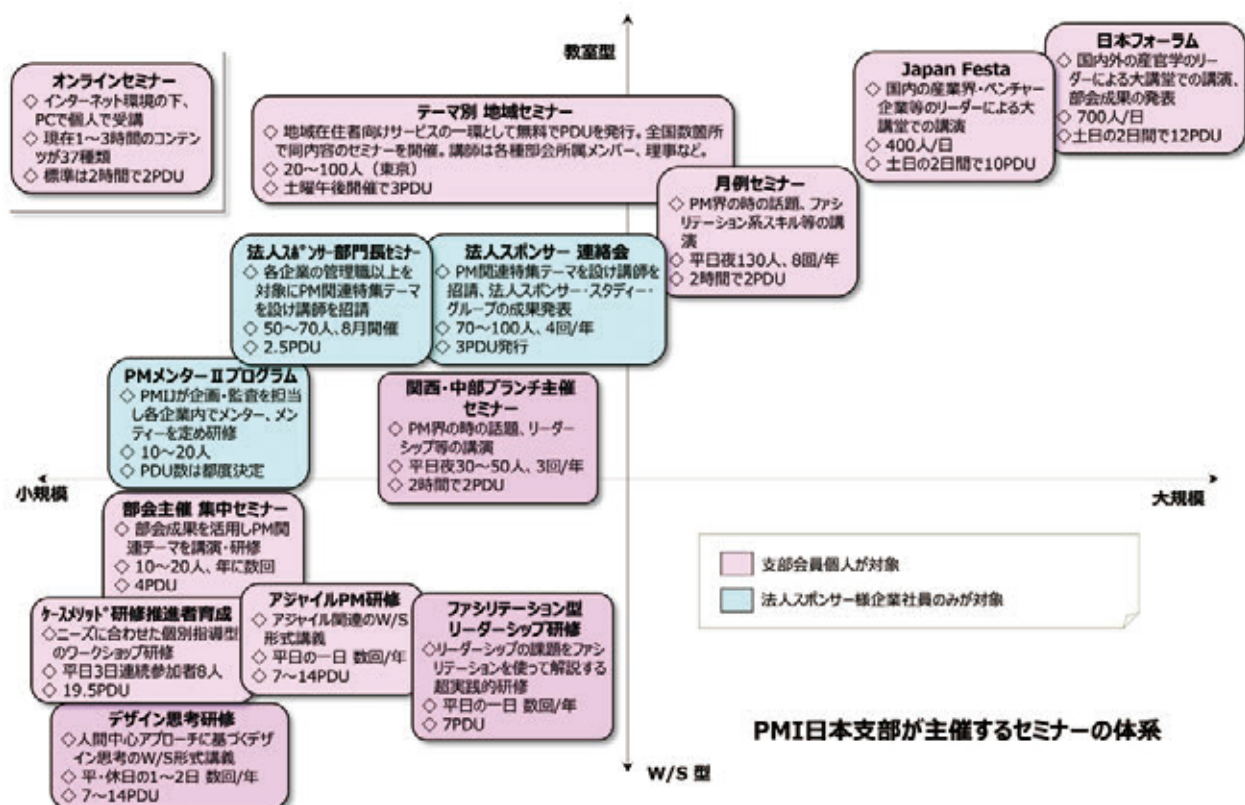 教室型
オンラインセミナー
◇ インターネット環境の下、
PCで個人で受講
◇ 現在1～3時間のコンテン
ツが37種類
◇ 標準は2時間で2PDU
テーマ別 地域セミナー
◇ 地域在住者向けサービスの一環として無料でPDUを発行。全国数箇所
で同内容のセミナーを開催。講師は各種部会所属メンバー、理事など。
◇ 20～100人（東京）
◇ 土曜午後開催で3PDU
Japan Festa
◇ 国内の産業界・ベンチャー
企業等のリーダーによる大
講堂での講演
◇ 400人/日
◇ 土日の2日間で10PDU
日本フォーラム
◇ 国内外の産官学のリー
ダーによる大講堂での講演、
部会成果の発表
◇ 700人/日
◇ 土日の2日間で12PDU
月例セミナー
◇ PM界の時の話題、ファシ
リテーション系スキル等の講
演
◇ 平日夜130人、8回/年
◇ 2時間で2PDU
法人ｽﾎﾟﾝｻｰ部門長ｾﾐﾅｰ
◇ 各企業の管理職以上を
対象にPM関連特集テーマ
を設け講師を招請
◇ 50～70人、8月開催
◇ 2.5PDU
法人スポンサー 連絡会
◇ PM関連特集テーマを設け講師を
招請、法人スポンサー・スタディー・
グループの成果発表
◇ 70～100人、4回/年
◇ 3PDU発行
PMメンターⅡプログラム
◇ PMIJが企画・監査を担当
し各企業内でメンター、メン
ティーを定め研修
◇ 10～20人
◇ PDU数は都度決定
関西・中部ブランチ主催
セミナー
◇ PM界の時の話題、リーダー
シップ等の講演
◇ 平日夜30～50人、3回/年
◇ 2時間で2PDU
小規模
大規模
部会主催 集中セミナー
◇ 部会成果を活用しPM関
連テーマを講演・研修
◇ 10～20人、年に数回
◇ 4PDU
支部会員個人が対象
法人スポンサー様企業社員のみが対象
ｹｰｽﾒｿｯﾄﾞ研修推進者育成
◇ニーズに合わせた個別指導型
のワークショップ研修
◇ 平日3日連続参加者8人
◇ 19.5PDU
アジャイルPM研修
◇ アジャイル関連のW/S
形式講義
◇ 平日の一日 数回/年
◇ 7～14PDU
ファシリテーション型
リーダーシップ研修
◇リーダーシップの課題をファシ
リテーションを使って解説する
超実践的研修
◇ 平日の一日 数回/年
◇ 7PDU
デザイン思考研修
◇人間中心アプローチに基づくデザ
イン思考のW/S形式講義
◇ 平・休日の1～2日 数回/年
◇ 7～14PDU
PMI日本支部が主催するセミナーの体系
W/S 型